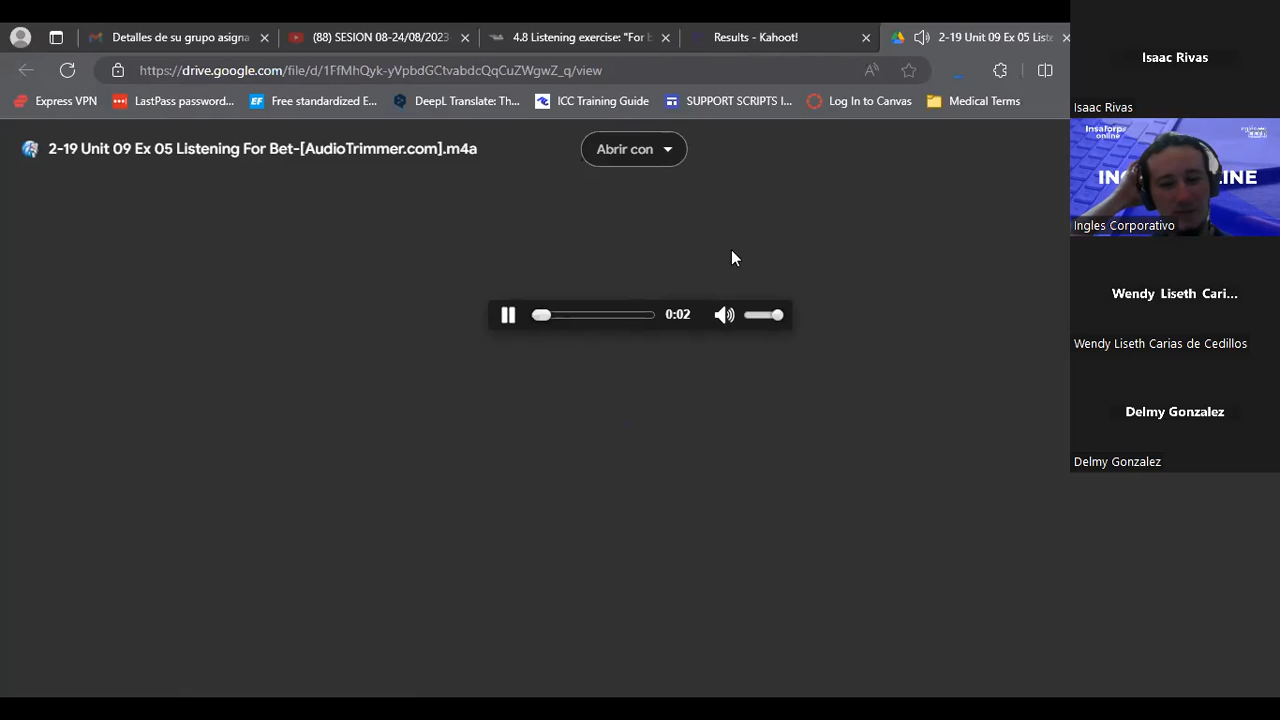 Detalles de su grupo asigna
(88) SESION 08-24/08/2023
4.8 Listening exercise: "For b
Results - Kahoot!
2-19 Unit 09 Ex 05 Liste
https://drive.google.com/file/d/1FfMhQyk-yVpbdGCtvabdcQqCuZWgwZ_q/view
Express VPN
LastPass password...
EF Free standardized E...
DeepL Translate: Th...
ICC Training Guide
SUPPORT SCRIPTS I...
Log In to Canvas
Medical Terms
2-19 Unit 09 Ex 05 Listening For Bet-[AudioTrimmer.com].m4a
Abrir con
0:02
Isaac Rivas
Isaac Rivas
Insaforp
online
Ingles Corporativo
Wendy Liseth Cari...
Wendy Liseth Carias de Cedillos
Delmy Gonzalez
Delmy Gonzalez